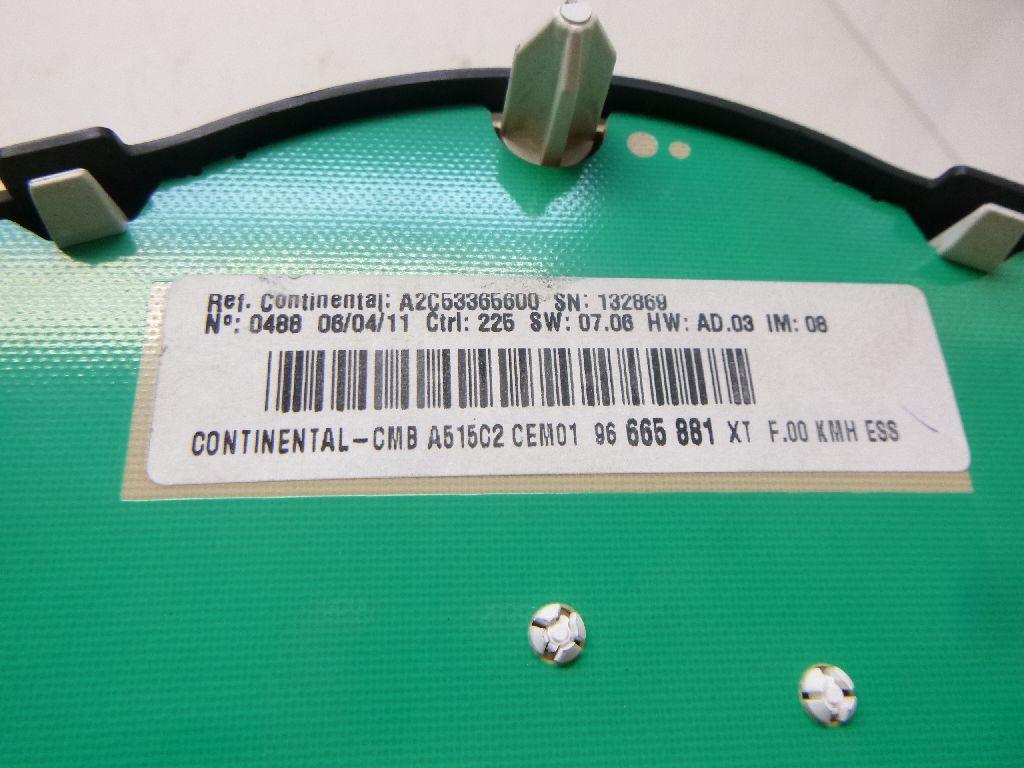 Ref. Continental: A2C53365600 SN: 132869
Nº: 0488 06/04/11 Ctrl: 225 SW: 07.06 HW: AD.03 IM: 08
CONTINENTAL-CMB A515C2 CEM01 96 665 881 XT F.00 KMH ESS